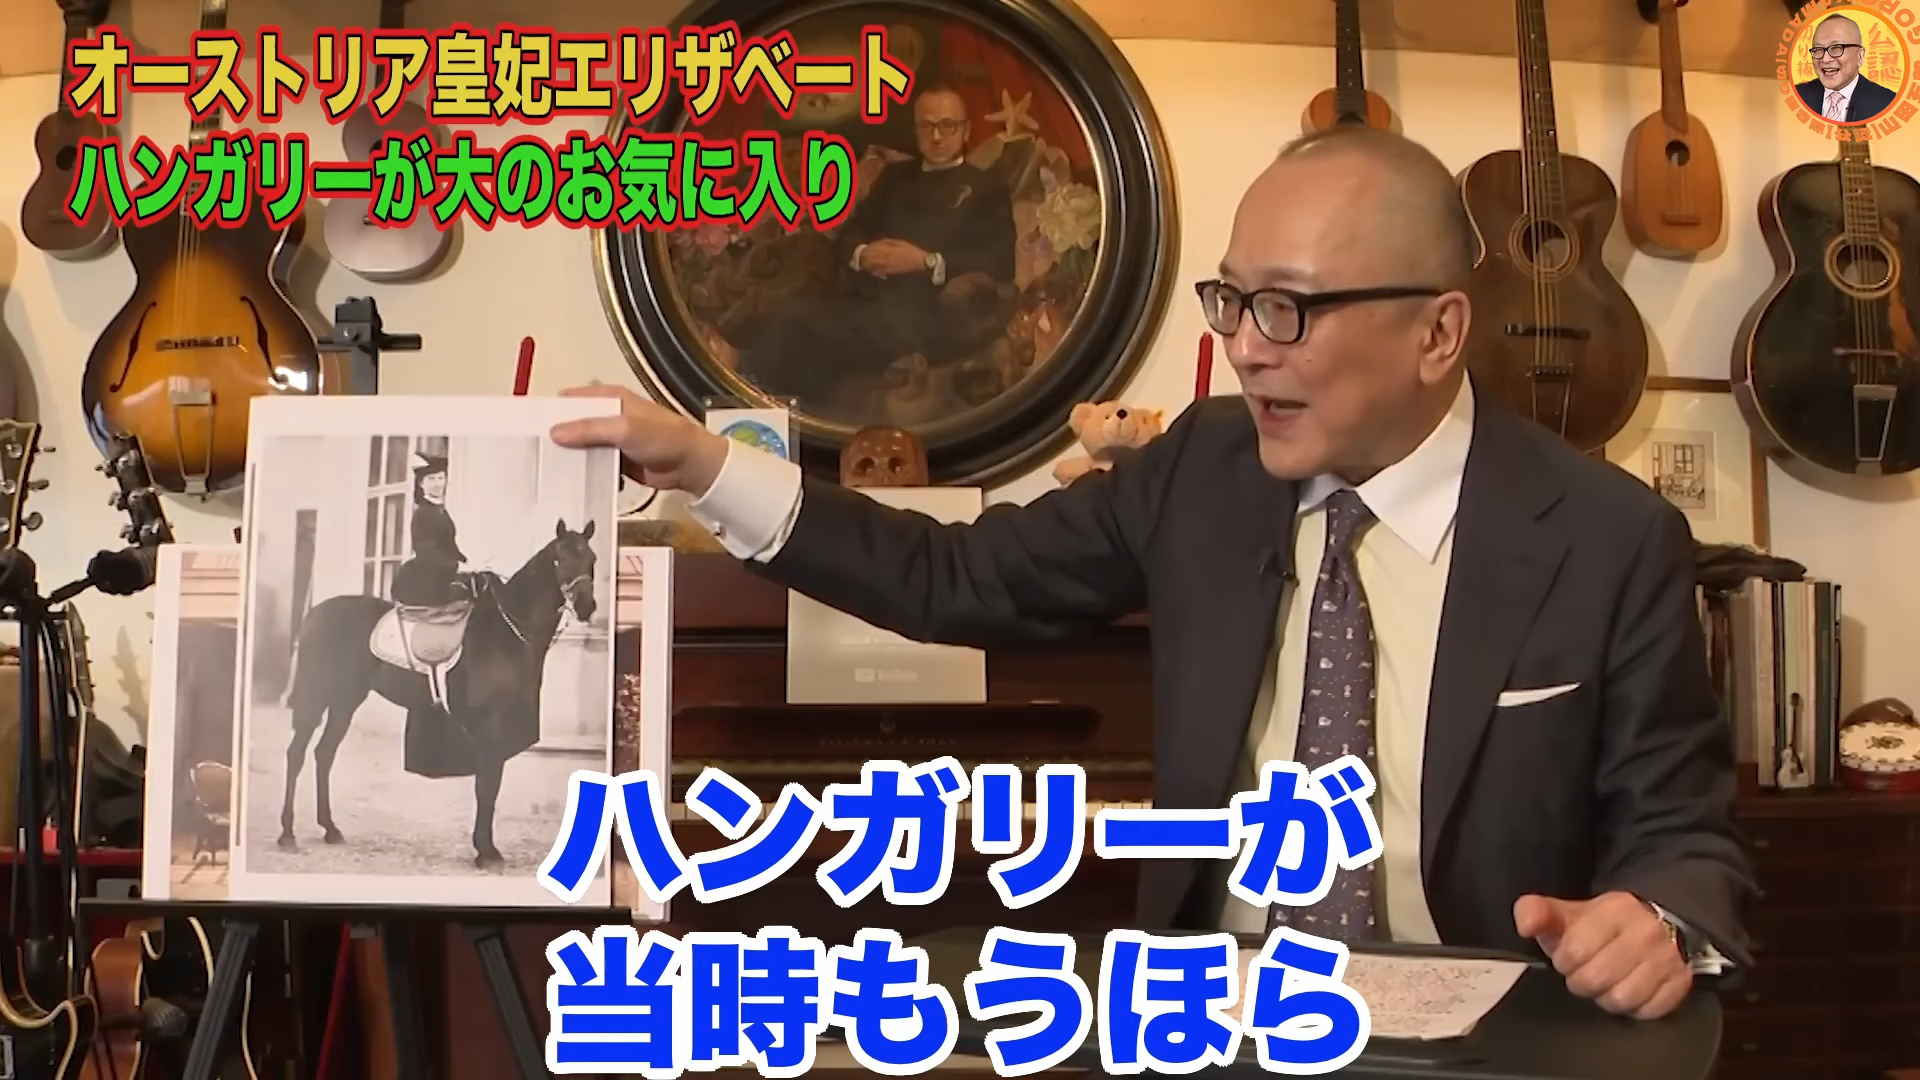 オーストリア皇妃エリザベート
ハンガリーが大のお気に入り
YouTube
ハンガリーが
当時もうほら